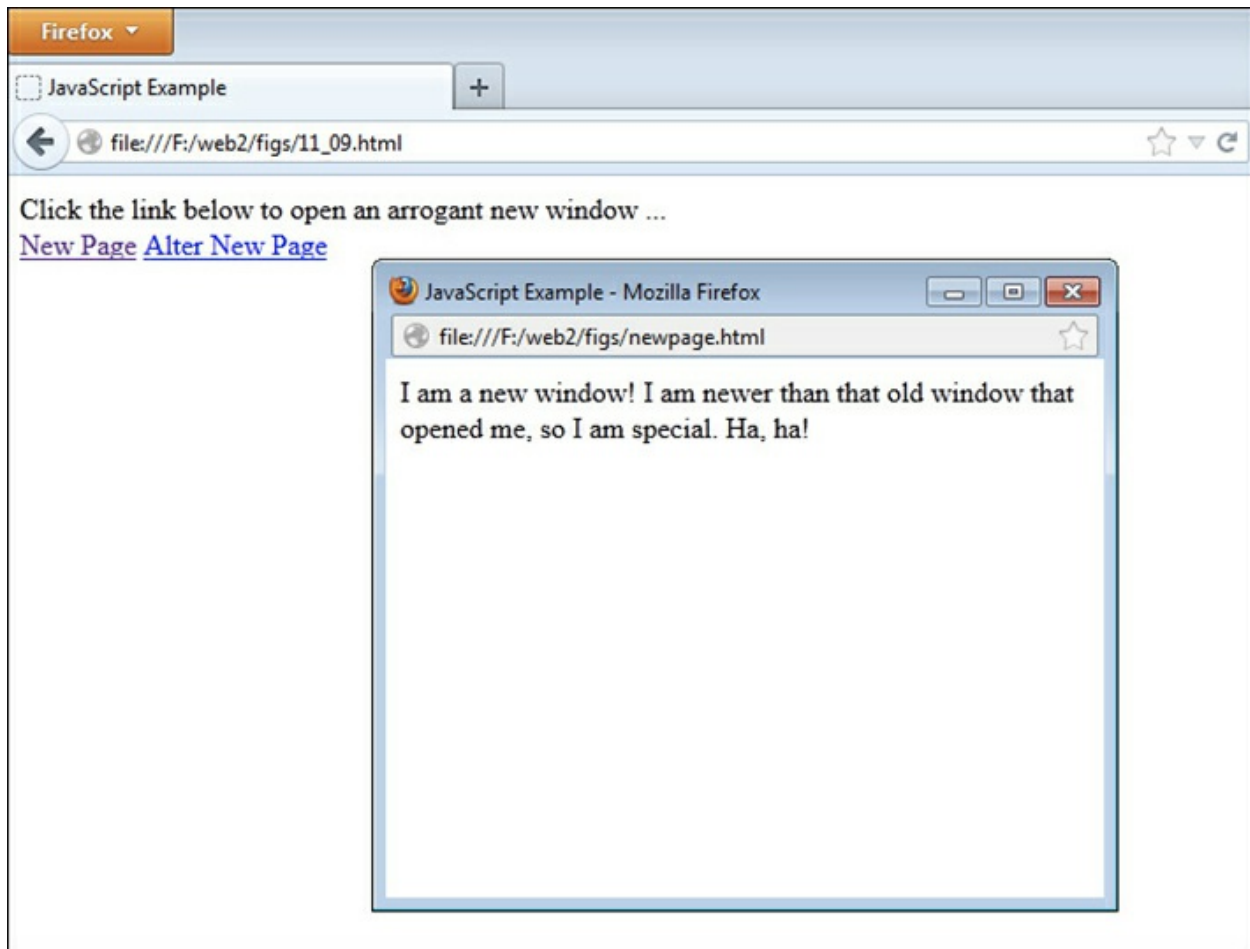 Firefox
JavaScript Example
file:///F:/web2/figs/11_09.html
Click the link below to open an arrogant new window ...
New Page Alter New Page
JavaScript Example - Mozilla Firefox
file:///F:/web2/figs/newpage.html
I am a new window! I am newer than that old window that
opened me, so I am special. Ha, ha!